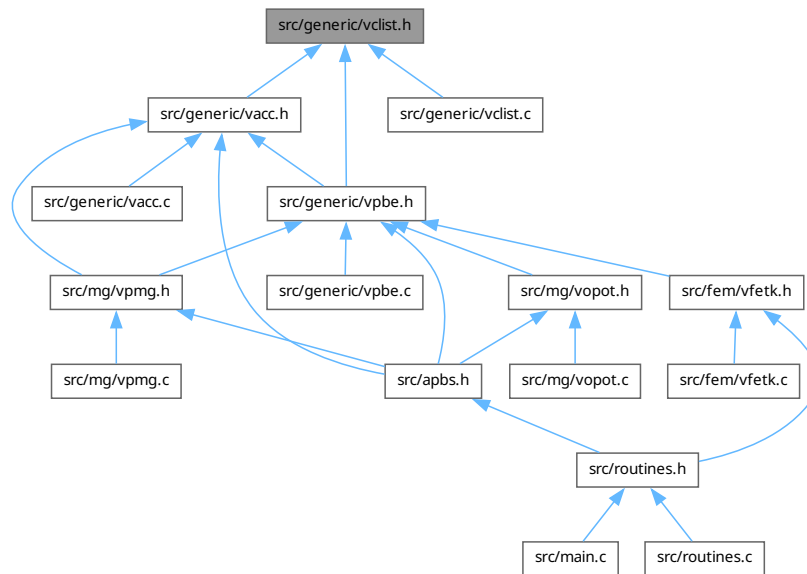 src/generic/vclist.h
src/generic/vacc.h
src/generic/vclist.c
src/generic/vacc.c
src/generic/vpbe.h
src/mg/vpmg.h
src/generic/vpbe.c
src/mg/vopot.h
src/fem/vfetk.h
src/mg/vpmg.c
src/apbs.h
src/mg/vopot.c
src/fem/vfetk.c
src/routines.h
src/main.c
src/routines.c